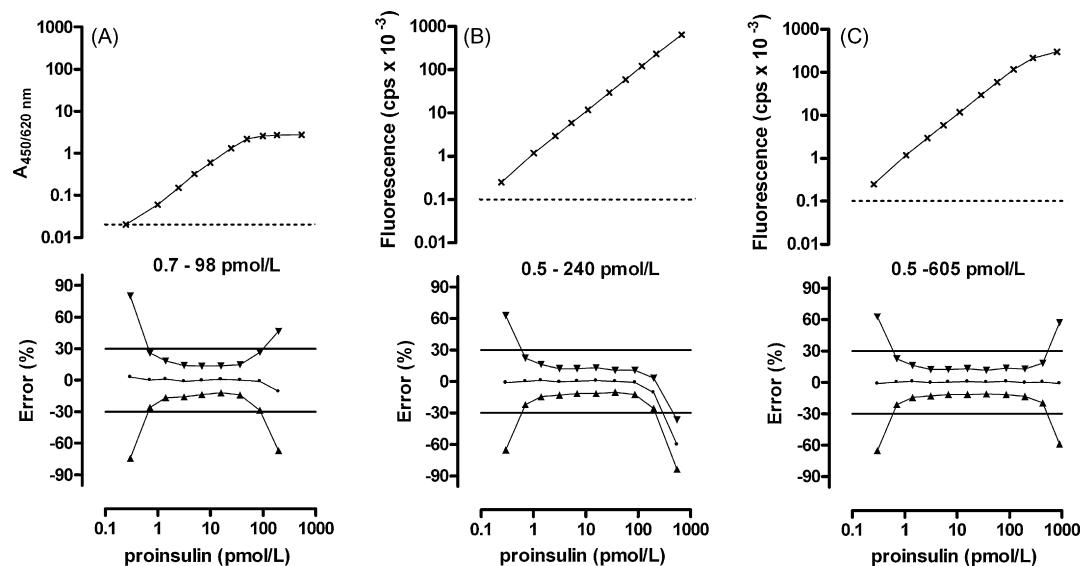 (A)
A450/620 nm
1000
100
10
1
0.1
0.01
0.7 - 98 pmol/L
Error (%)
90
60
30
0
-30
-60
-90
0.1 1 10 100 1000
proinsulin (pmol/L)
(B)
Fluorescence (cps x 10 -3)
1000
100
10
1
0.1
0.01
0.5 - 240 pmol/L
Error (%)
90
60
30
0
-30
-60
-90
0.1 1 10 100 1000
proinsulin (pmol/L)
(C)
Fluorescence (cps x 10 -3)
1000
100
10
1
0.1
0.01
0.5 -605 pmol/L
Error (%)
90
60
30
0
-30
-60
-90
0.1 1 10 100 1000
proinsulin (pmol/L)